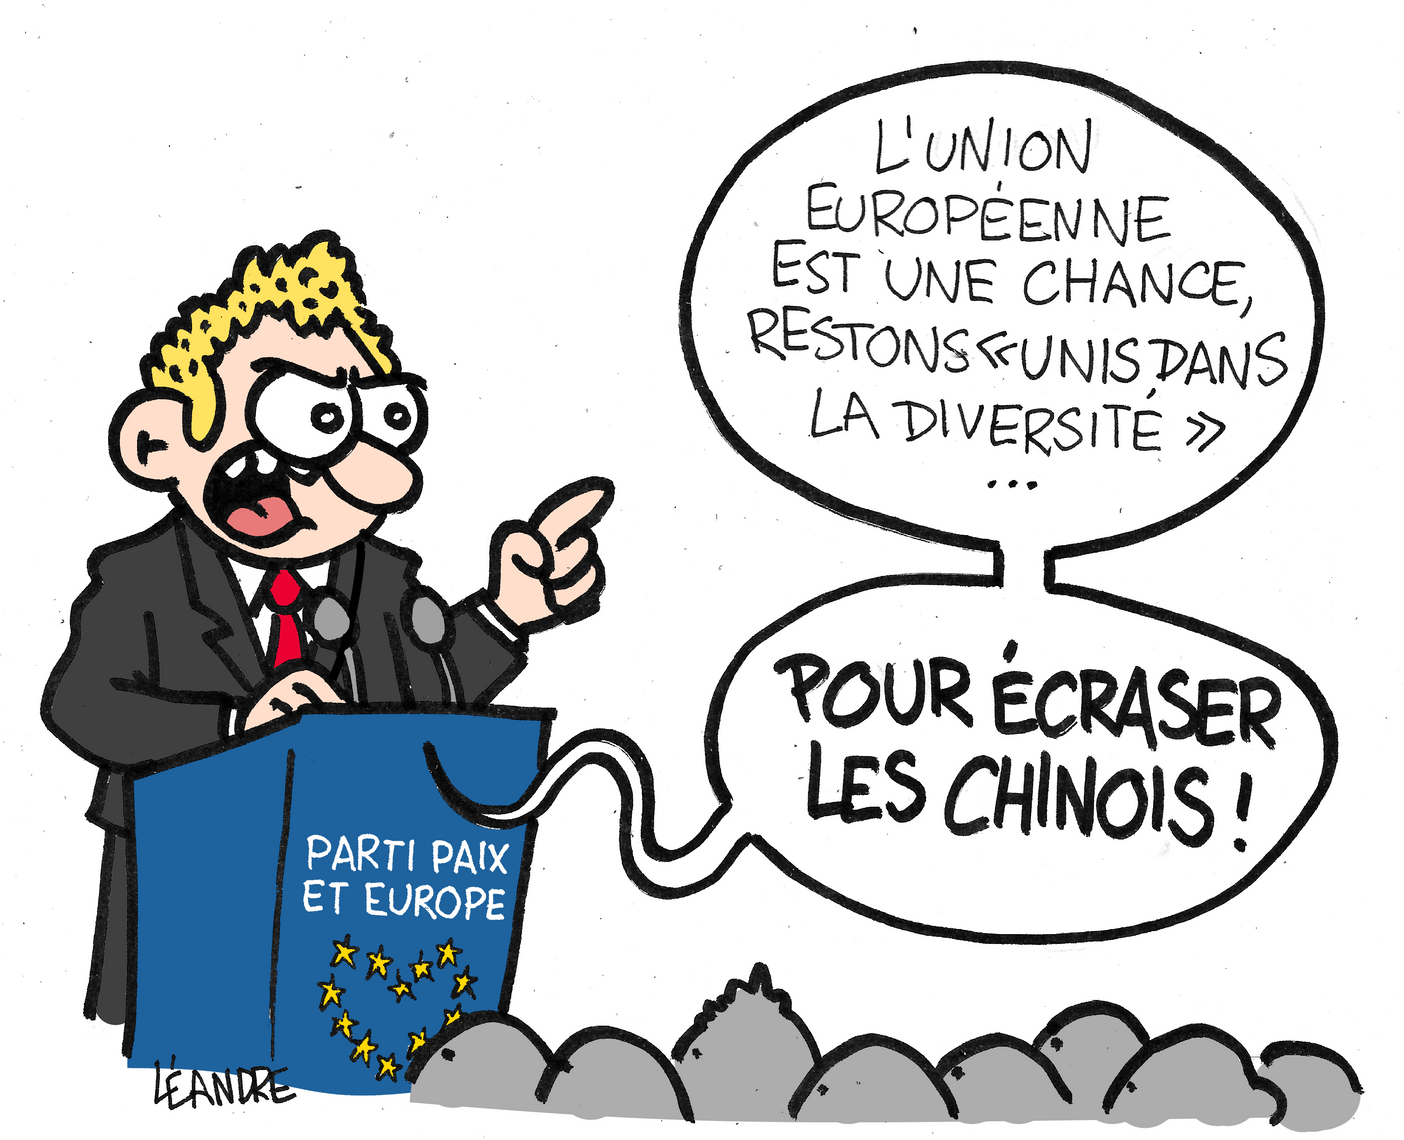 L'UNION
EUROPÉENNE
EST UNE CHANCE,
RESTONS «UNIS DANS
LA DIVERSITÉ »
...
POUR ÉCRASER
LES CHINOIS !
PARTI PAIX
ET EUROPE
LÉANDRE